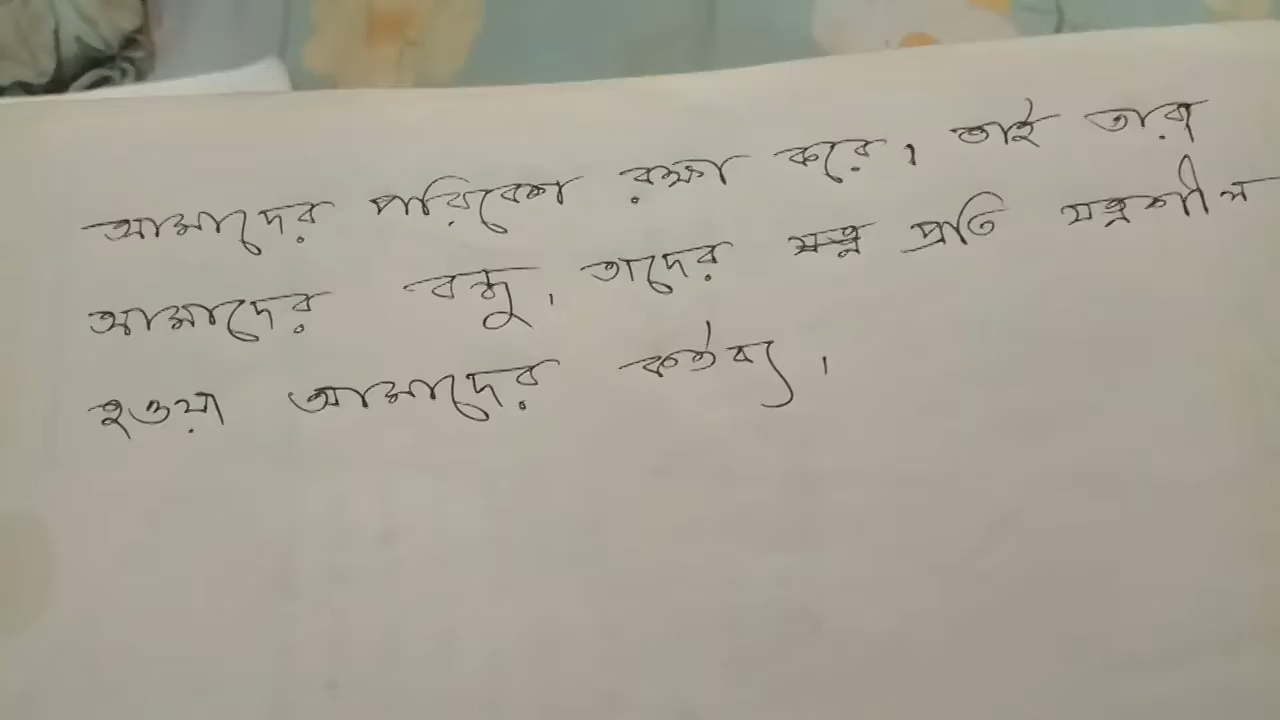 আমাদের পরিবেশ রক্ষা করে। তাই তারা
আমাদের বন্ধু। তাদের প্রতি যত্নশীল
হওয়া আমাদের কর্তব্য।